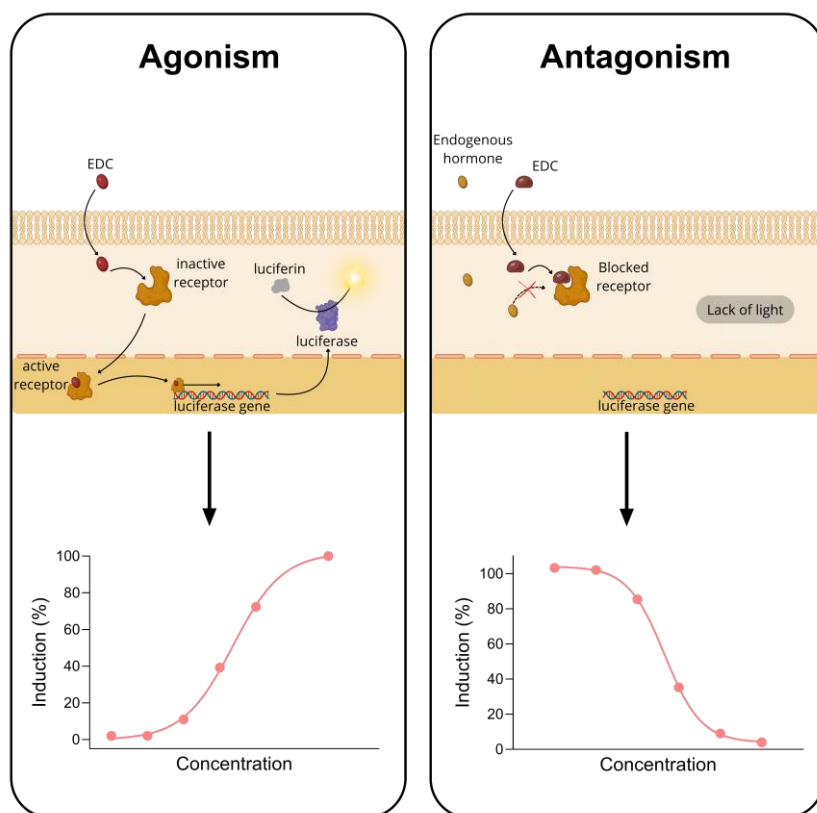 Agonism
EDC
inactive
receptor
luciferin
luciferase
active
receptor
luciferase gene
100
80
60
40
20
0
Induction (%)
Concentration
Antagonism
Endogenous
hormone
EDC
Blocked
receptor
Lack of light
luciferase gene
100
80
60
40
20
0
Induction (%)
Concentration